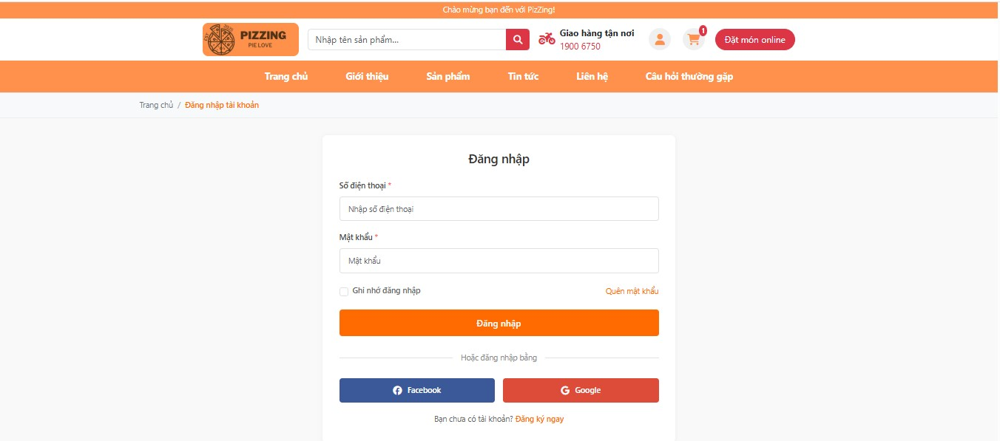 Chào mừng bạn đến với PizZing!
PIZZING
PIE LOVE
Nhập tên sản phẩm...
Giao hàng tận nơi
1900 6750
1
Đặt món online
Trang chủ
Giới thiệu
Sản phẩm
Tin tức
Liên hệ
Câu hỏi thường gặp
Trang chủ / Đăng nhập tài khoản
Đăng nhập
Số điện thoại *
Nhập số điện thoại
Mật khẩu *
Mật khẩu
Ghi nhớ đăng nhập
Quên mật khẩu
Đăng nhập
Hoặc đăng nhập bằng
Facebook
Google
Bạn chưa có tài khoản? Đăng ký ngay